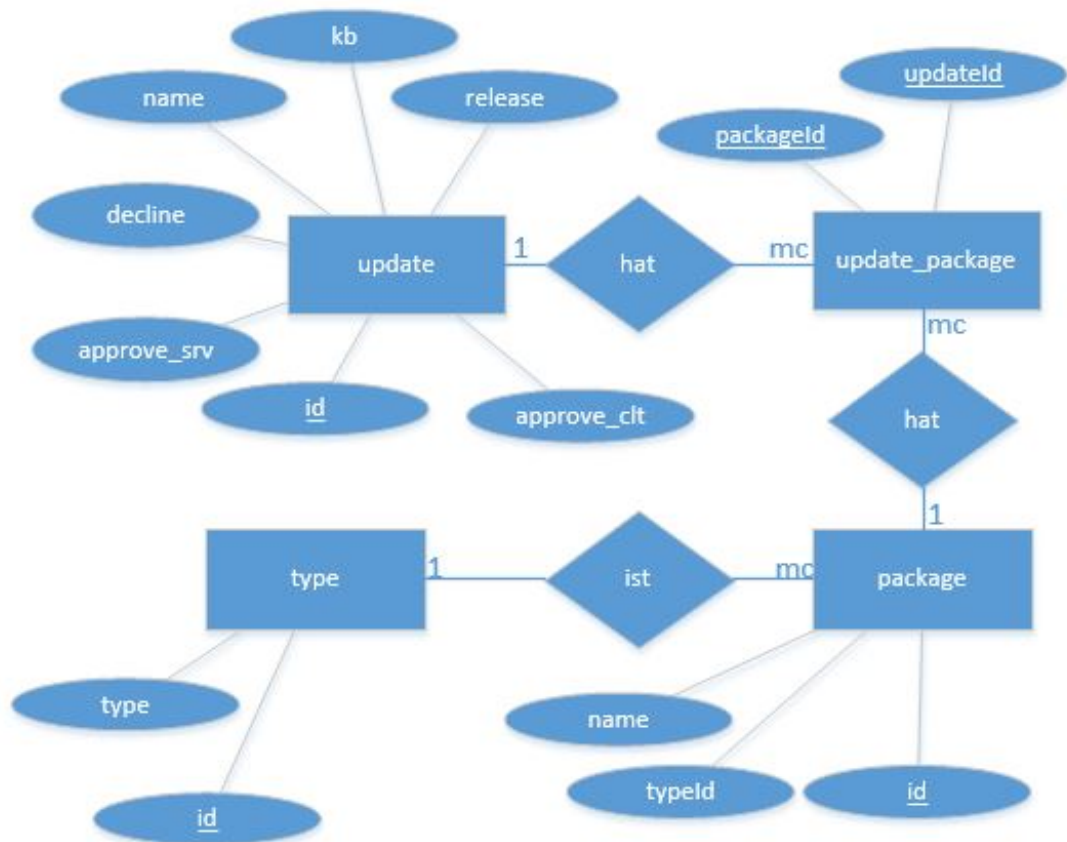 kb
updateId
name
release
packageId
decline
update
1
hat
mc
update_package
approve_srv
mc
id
approve_clt
hat
1
type
1
ist
mc
package
type
name
typeId
id
id